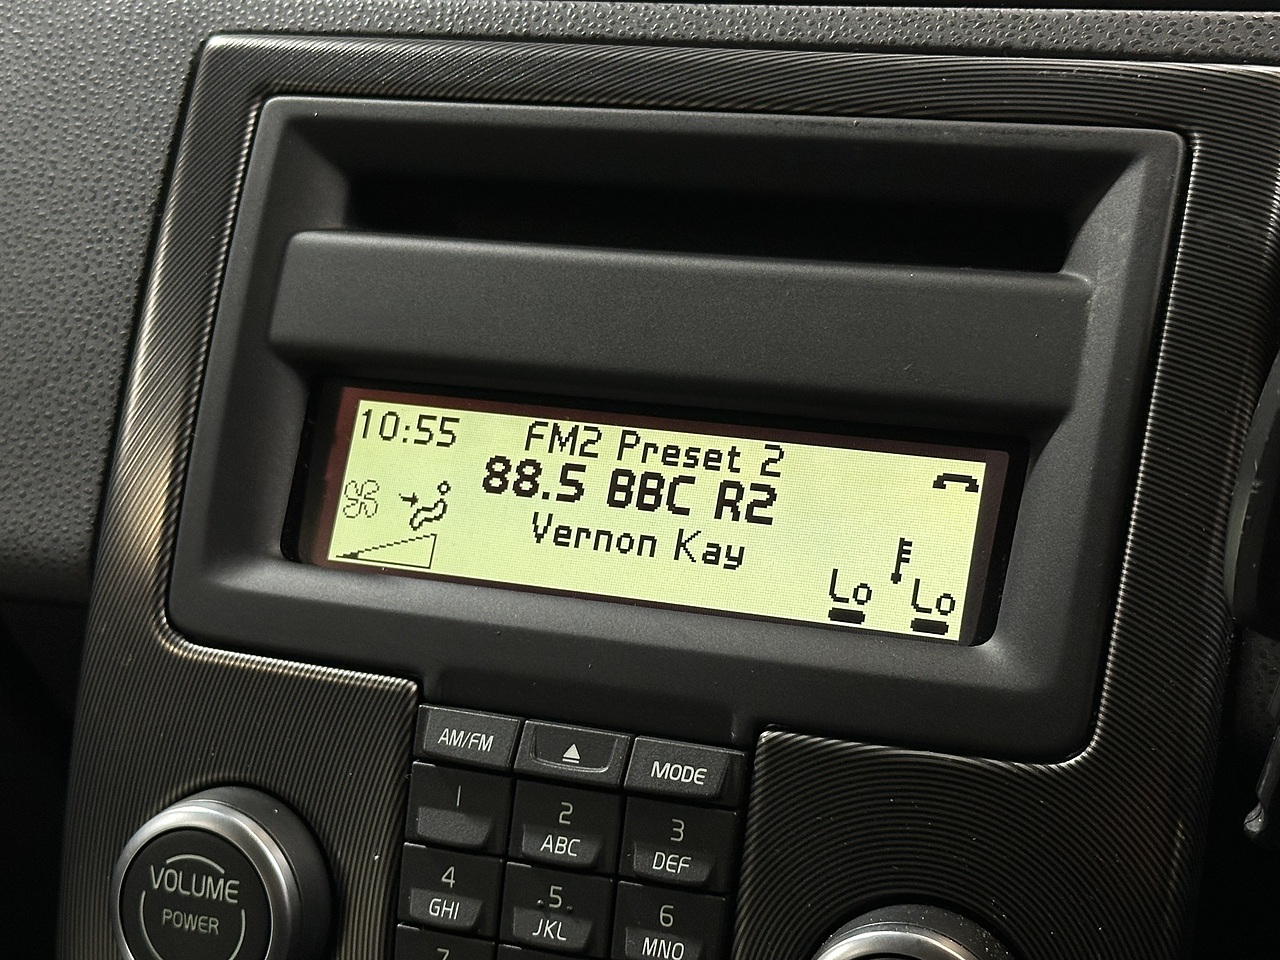 10:55
FM2 Preset 2
88.5 BBC R2
Vernon Kay
Lo Lo
AM/FM
MODE
1
2
ABC
3
DEF
4
GHI
5
JKL
6
MNO
7
VOLUME
POWER